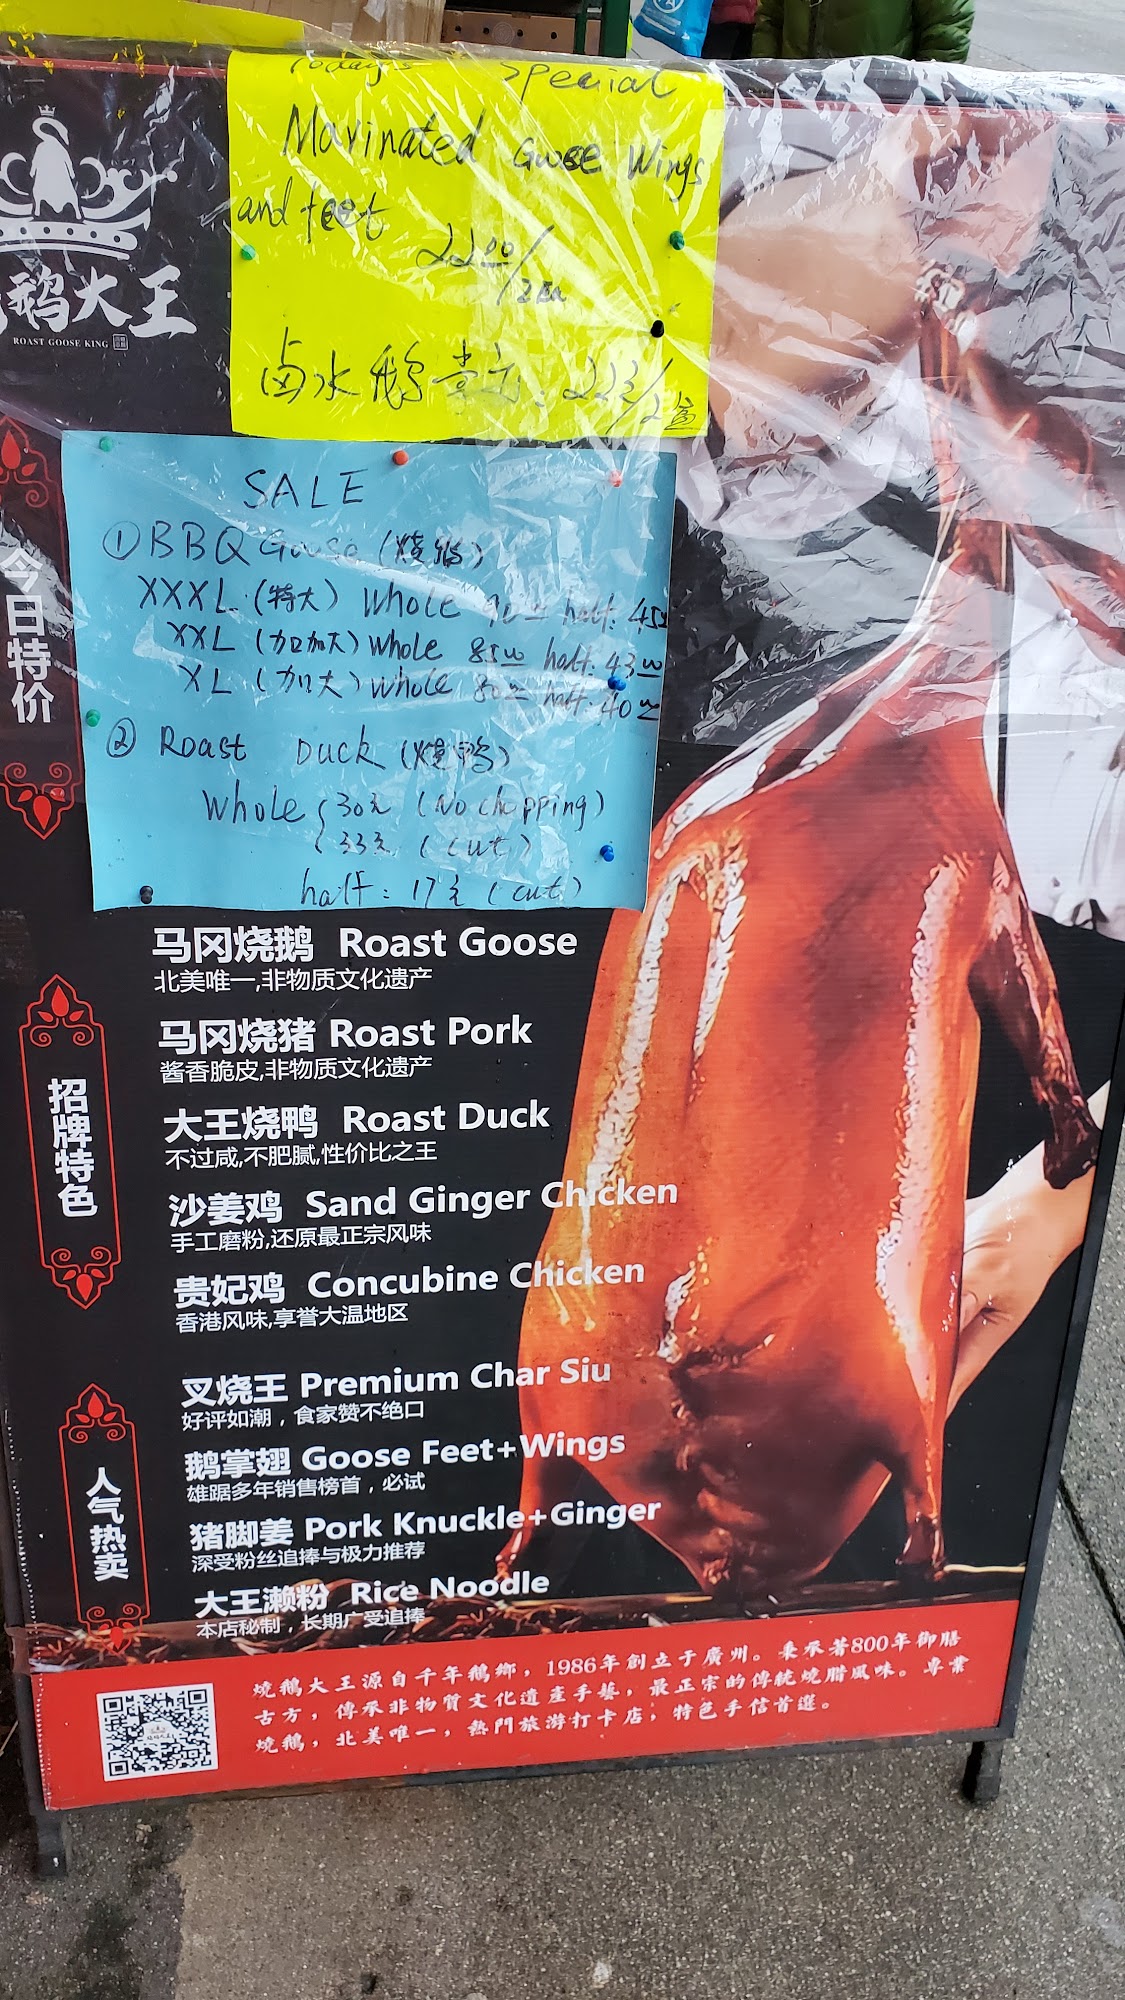 Today's Special
Marinated Goose Wings
and feet
22.00/
2Ea
卤水鹅掌
鹅大王
ROAST GOOSE KING
今日特价
SALE
① BBQ Goose (烧鹅)
XXXL (特大) Whole 90.00 half: 45.00
XXL (加加大) Whole 85.00 half: 43.00
XL (加大) Whole 80.00 half: 40.00
② Roast Duck (烧鸭)
Whole { 30元 (No chopping)
33元 (cut)
half: 17元 (cut)
招牌特色
马冈烧鹅 Roast Goose
北美唯一,非物质文化遗产
马冈烧猪 Roast Pork
酱香脆皮,非物质文化遗产
大王烧鸭 Roast Duck
不过咸,不肥腻,性价比之王
沙姜鸡 Sand Ginger Chicken
手工磨粉,还原最正宗风味
贵妃鸡 Concubine Chicken
香港风味,享誉大温地区
人气热卖
叉烧王 Premium Char Siu
好评如潮，食家赞不绝口
鹅掌翅 Goose Feet+Wings
雄踞多年销售榜首，必试
猪脚姜 Pork Knuckle+Ginger
深受粉丝追捧与极力推荐
大王濑粉 Rice Noodle
本店秘制，长期广受追捧
燒鵝大王源自千年鵝鄉，1986年創立于廣州。秉承著800年御膳
古方，傳承非物質文化遺產手藝，最正宗的傳統燒腊風味。專業
燒鵝，北美唯一，熱門旅游打卡店，特色手信首選。